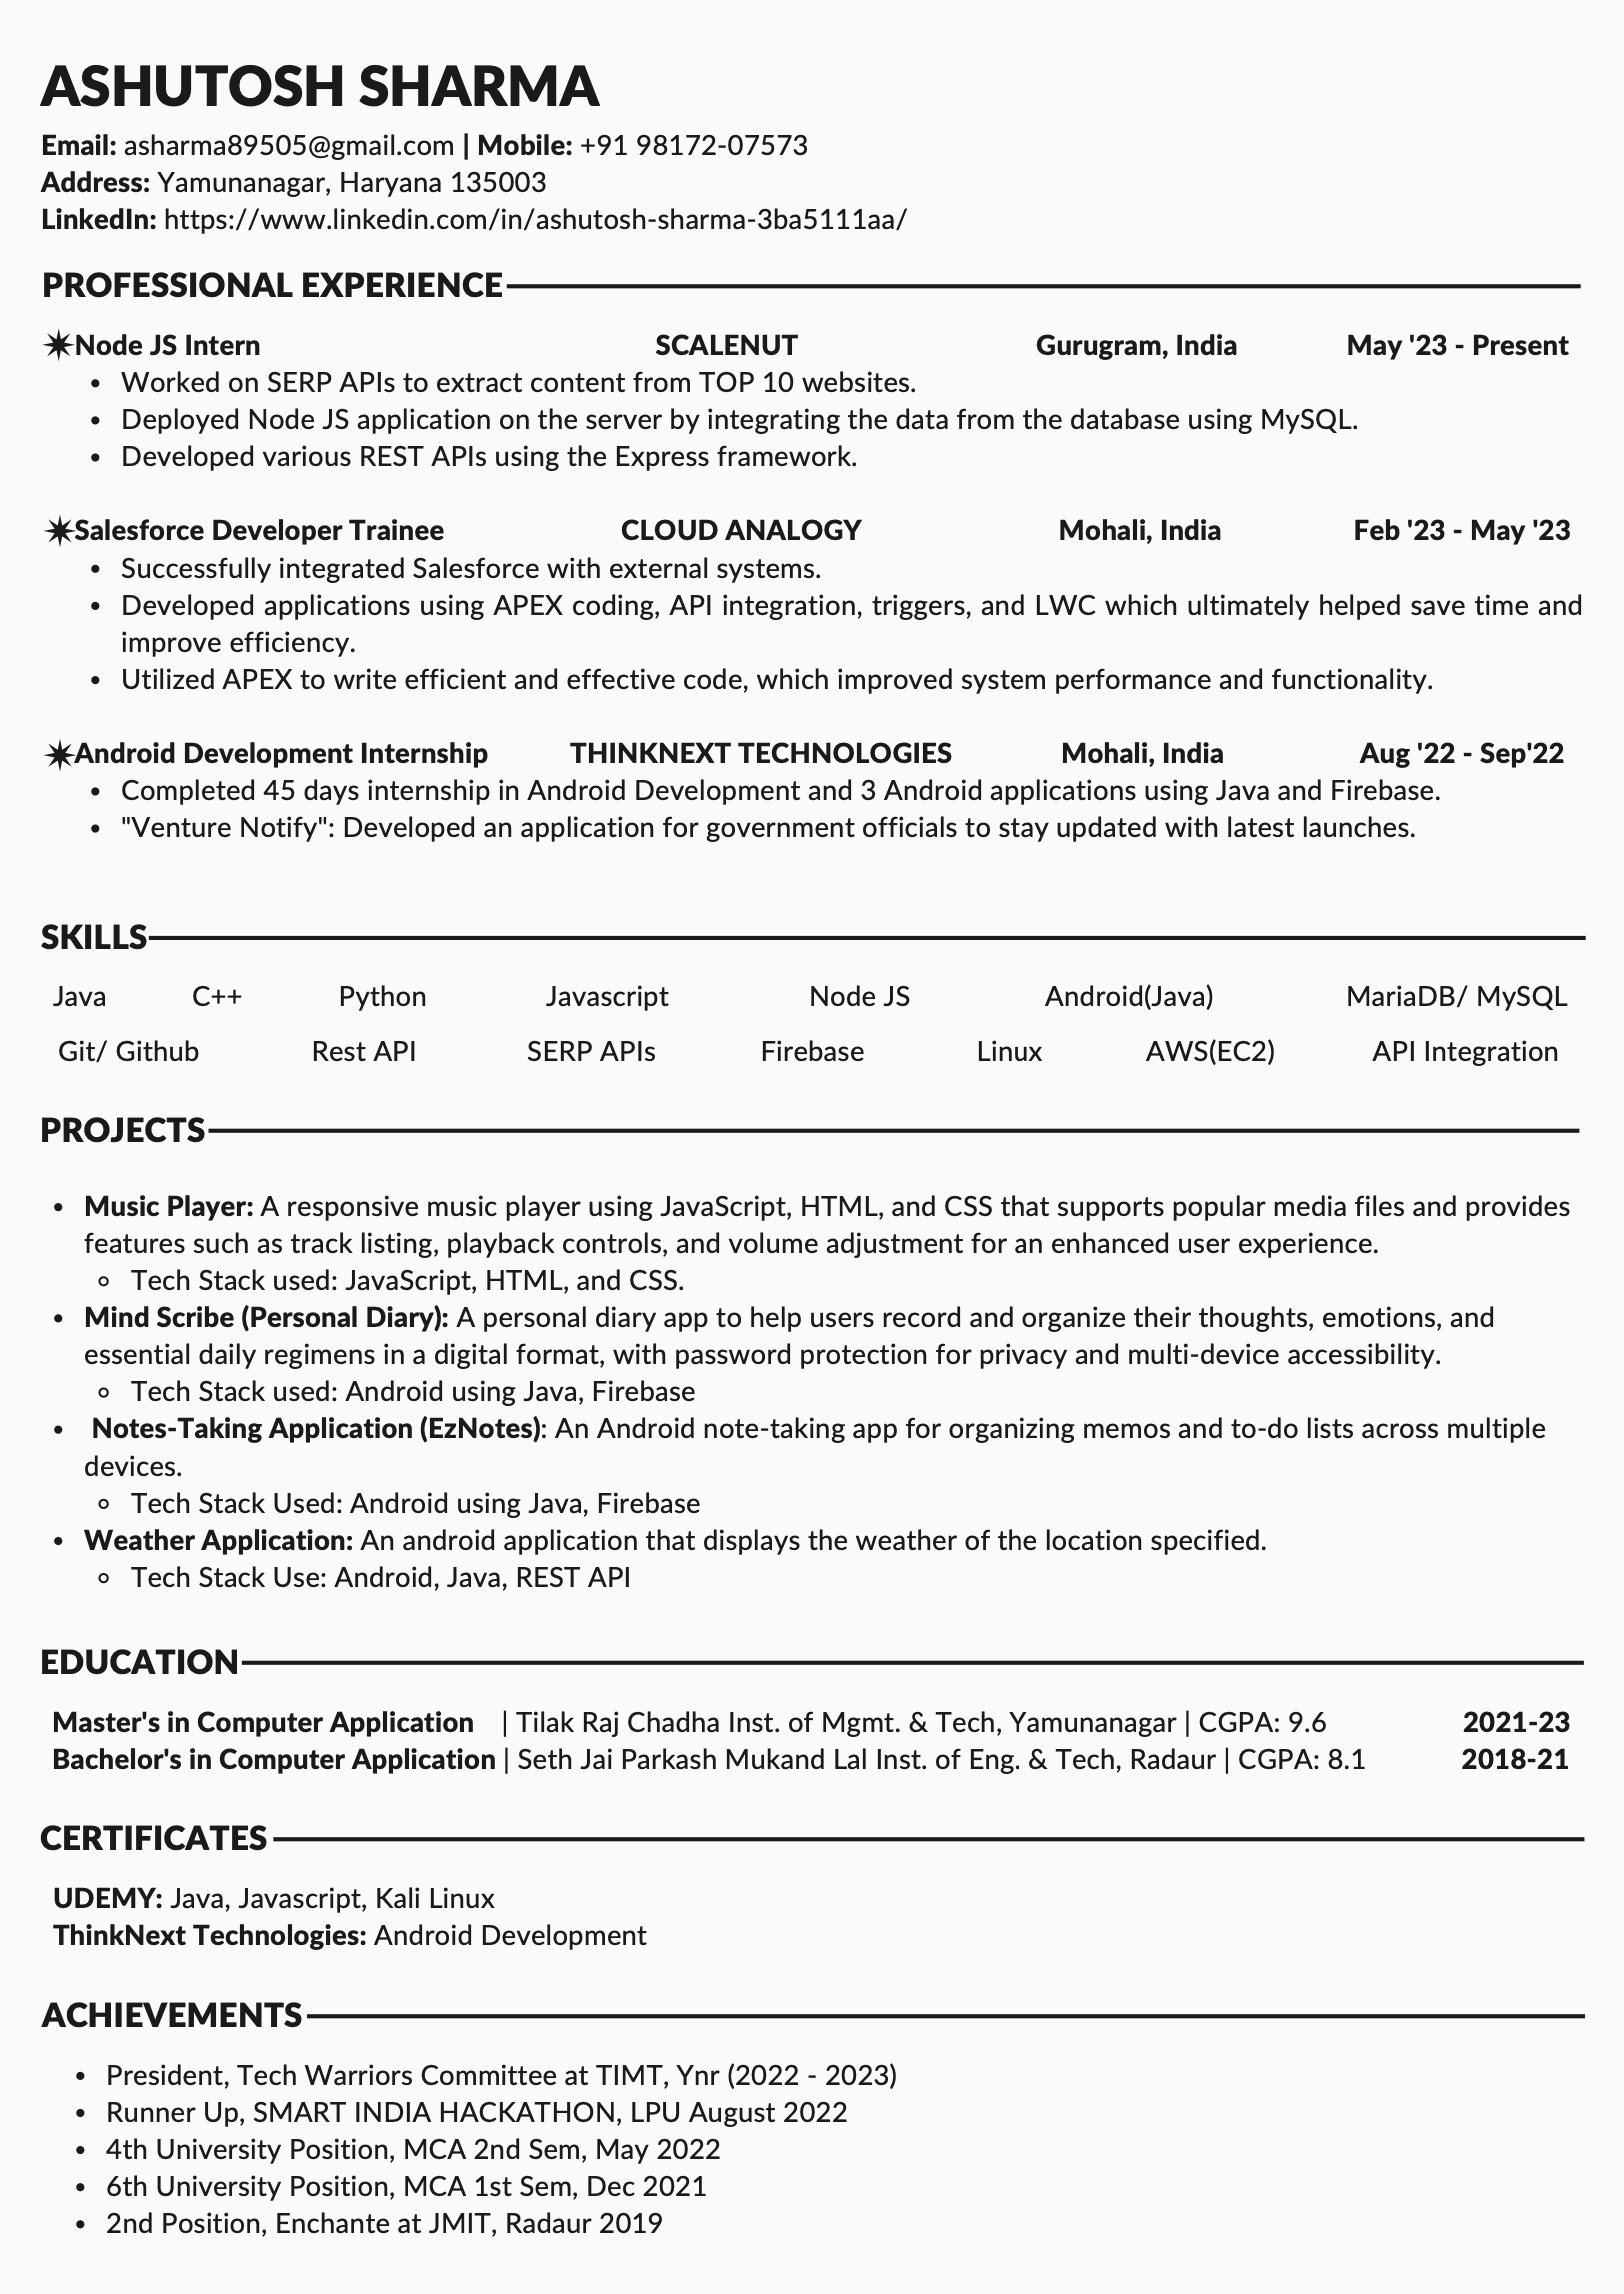 ASHUTOSH SHARMA
Email: asharma89505@gmail.com | Mobile: +91 98172-07573
Address: Yamunanagar, Haryana 135003
LinkedIn: https://www.linkedin.com/in/ashutosh-sharma-3ba5111aa/
PROFESSIONAL EXPERIENCE
Node JS Intern SCALENUT Gurugram, India May '23 - Present
• Worked on SERP APIs to extract content from TOP 10 websites.
• Deployed Node JS application on the server by integrating the data from the database using MySQL.
• Developed various REST APIs using the Express framework.
Salesforce Developer Trainee CLOUD ANALOGY Mohali, India Feb '23 - May '23
• Successfully integrated Salesforce with external systems.
• Developed applications using APEX coding, API integration, triggers, and LWC which ultimately helped save time and
improve efficiency.
• Utilized APEX to write efficient and effective code, which improved system performance and functionality.
Android Development Internship THINKNEXT TECHNOLOGIES Mohali, India Aug '22 - Sep'22
• Completed 45 days internship in Android Development and 3 Android applications using Java and Firebase.
• "Venture Notify": Developed an application for government officials to stay updated with latest launches.
SKILLS
Java C++ Python Javascript Node JS Android(Java) MariaDB/ MySQL
Git/ Github Rest API SERP APIs Firebase Linux AWS(EC2) API Integration
PROJECTS
• Music Player: A responsive music player using JavaScript, HTML, and CSS that supports popular media files and provides
features such as track listing, playback controls, and volume adjustment for an enhanced user experience.
◦ Tech Stack used: JavaScript, HTML, and CSS.
• Mind Scribe (Personal Diary): A personal diary app to help users record and organize their thoughts, emotions, and
essential daily regimens in a digital format, with password protection for privacy and multi-device accessibility.
◦ Tech Stack used: Android using Java, Firebase
• Notes-Taking Application (EzNotes): An Android note-taking app for organizing memos and to-do lists across multiple
devices.
◦ Tech Stack Used: Android using Java, Firebase
• Weather Application: An android application that displays the weather of the location specified.
◦ Tech Stack Use: Android, Java, REST API
EDUCATION
Master's in Computer Application | Tilak Raj Chadha Inst. of Mgmt. & Tech, Yamunanagar | CGPA: 9.6 2021-23
Bachelor's in Computer Application | Seth Jai Parkash Mukand Lal Inst. of Eng. & Tech, Radaur | CGPA: 8.1 2018-21
CERTIFICATES
UDEMY: Java, Javascript, Kali Linux
ThinkNext Technologies: Android Development
ACHIEVEMENTS
• President, Tech Warriors Committee at TIMT, Ynr (2022 - 2023)
• Runner Up, SMART INDIA HACKATHON, LPU August 2022
• 4th University Position, MCA 2nd Sem, May 2022
• 6th University Position, MCA 1st Sem, Dec 2021
• 2nd Position, Enchante at JMIT, Radaur 2019